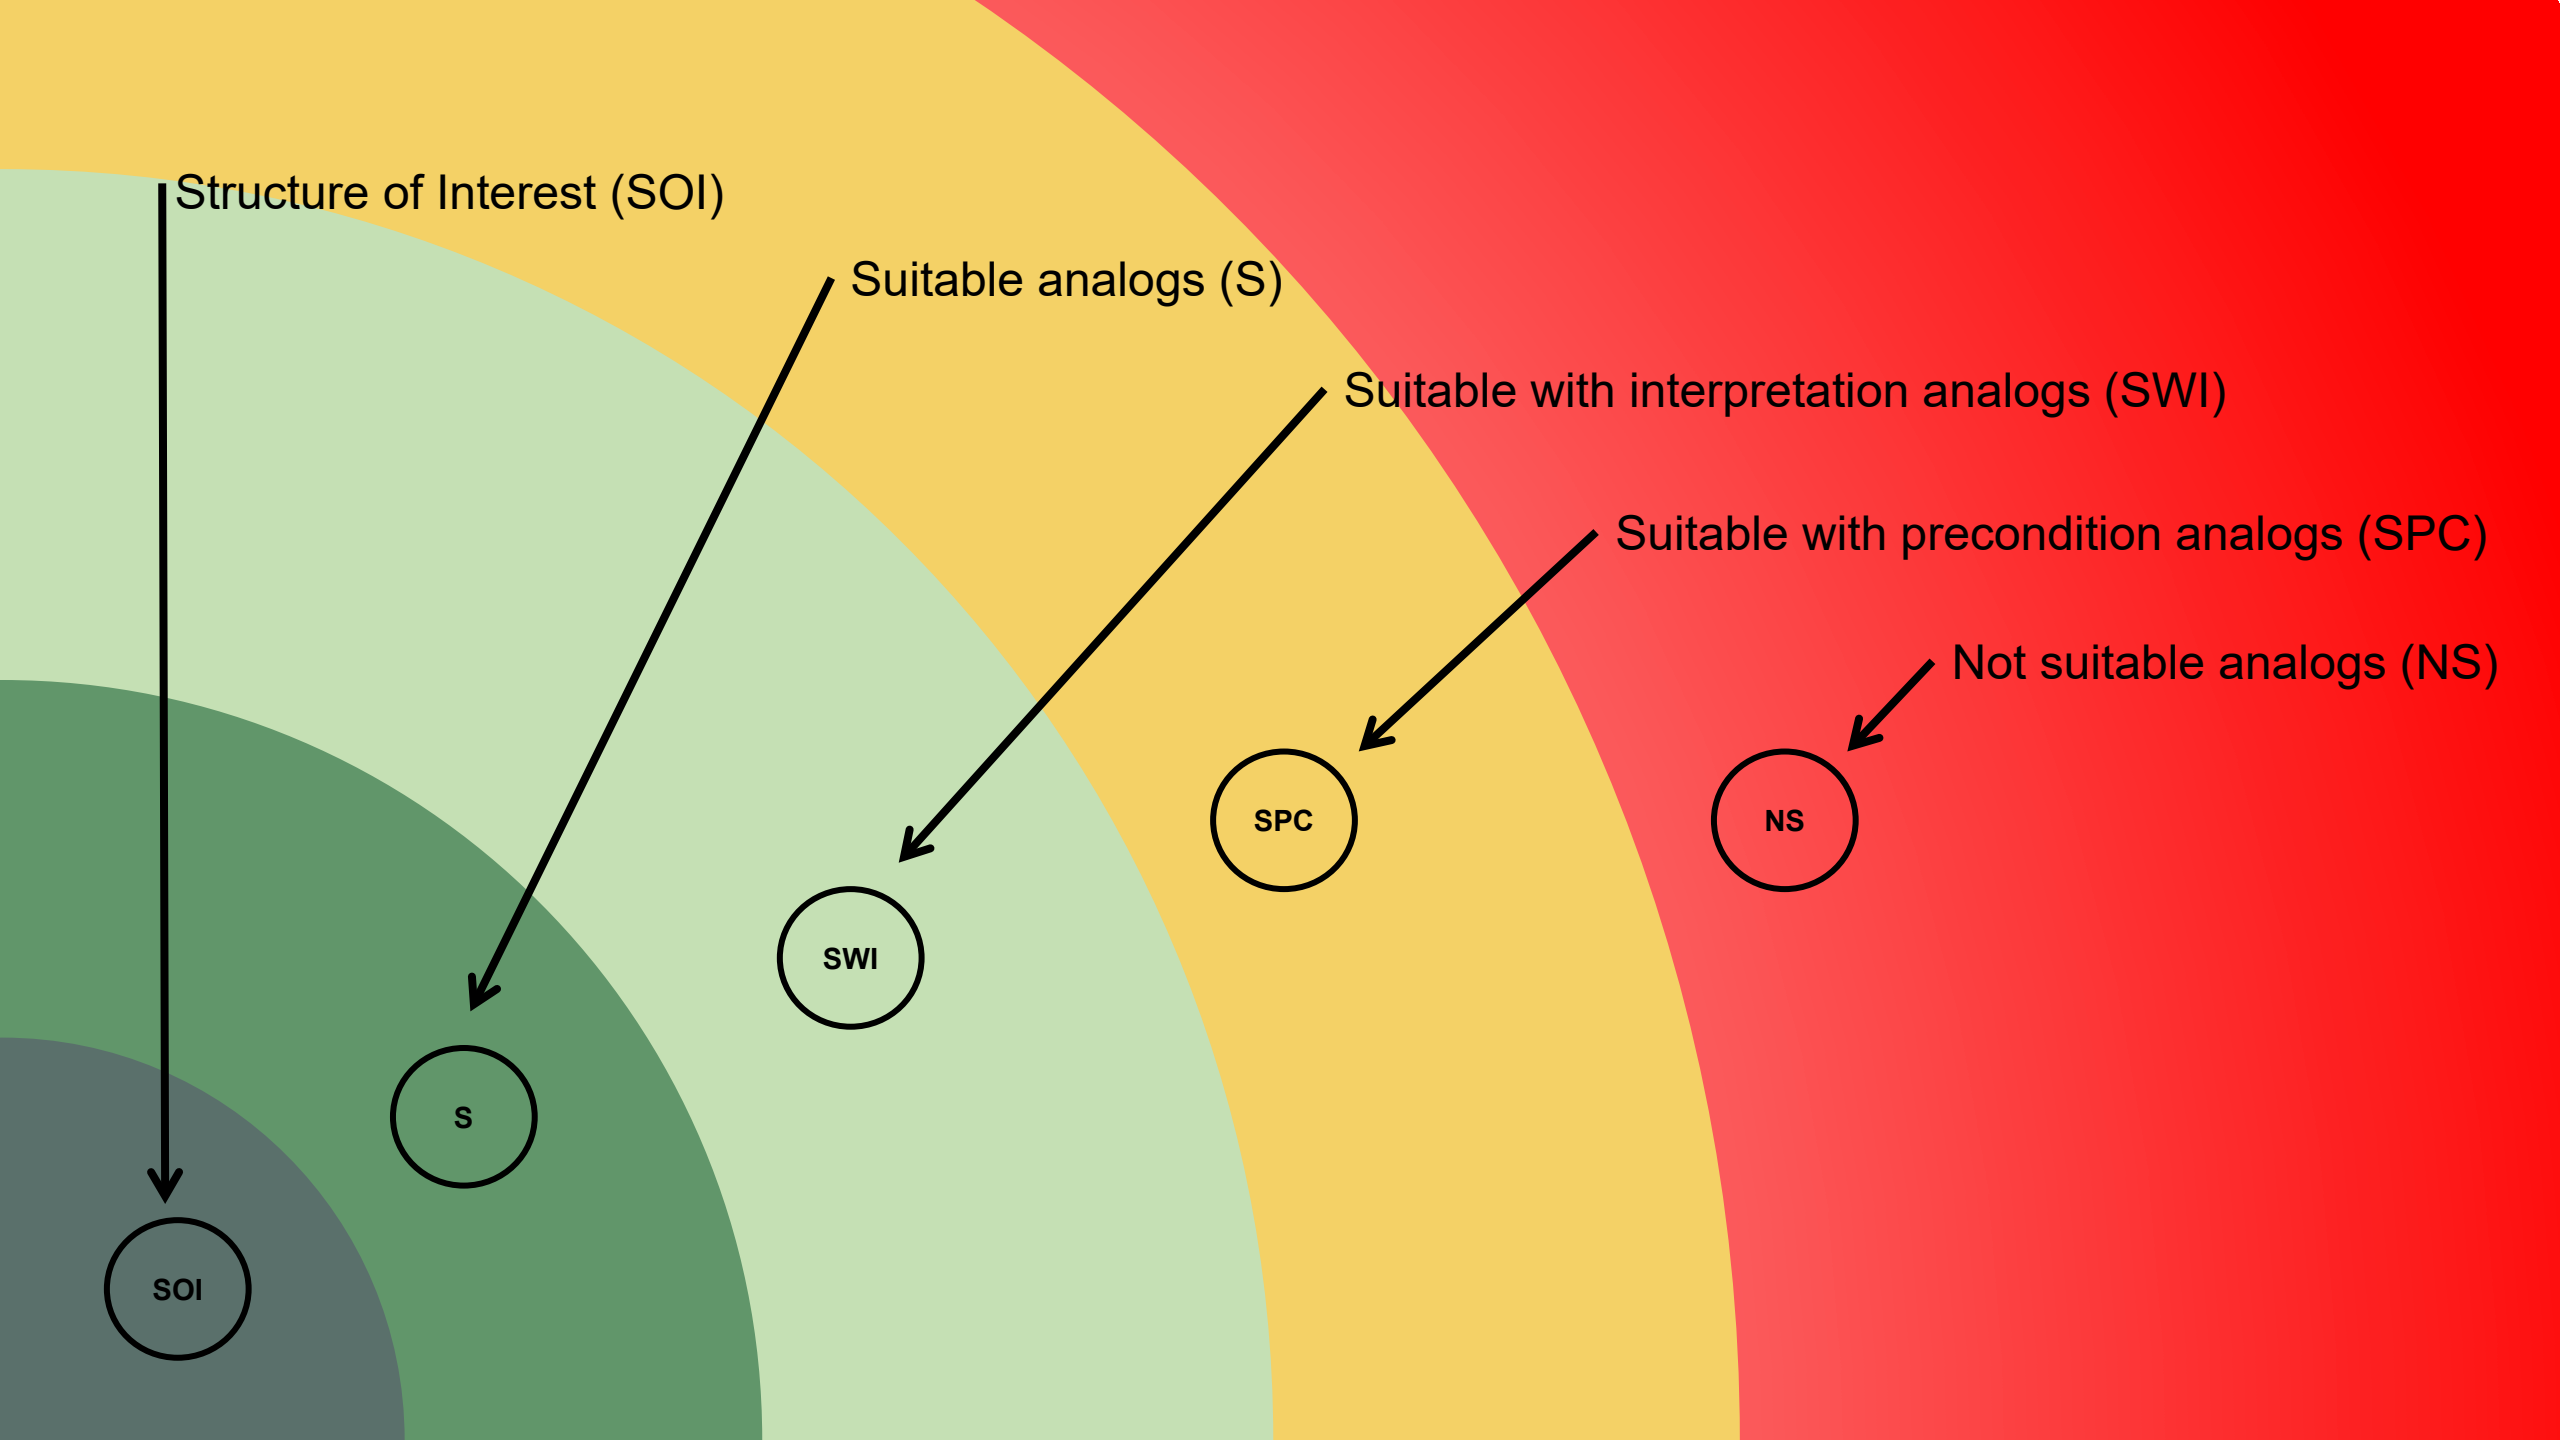 Structure of Interest (SOI)
Suitable analogs (S)
Suitable with interpretation analogs (SWI)
Suitable with precondition analogs (SPC)
Not suitable analogs (NS)
SPC
NS
SWI
S
SOI